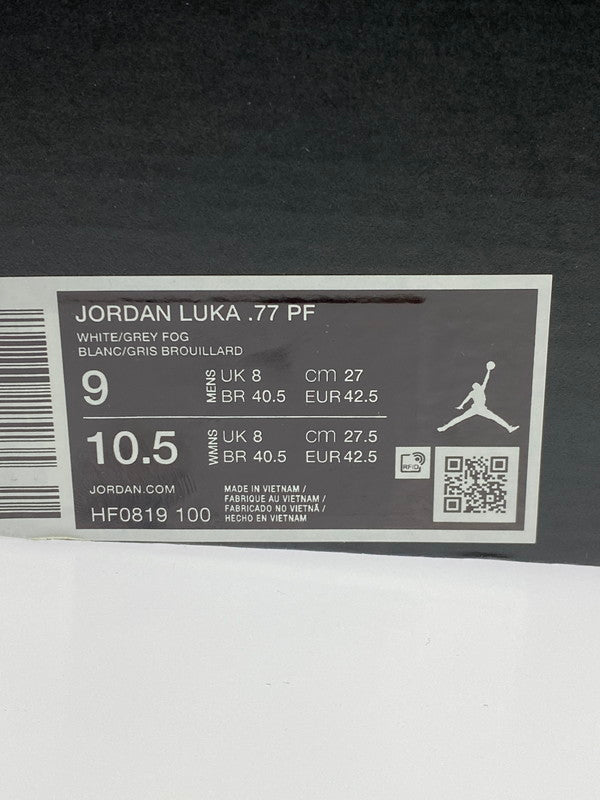 JORDAN LUKA .77 PF
WHITE/GREY FOG
BLANC/GRIS BROUILLARD
9 MENS UK 8 cm 27
BR 40.5 EUR 42.5
10.5 WMNS UK 8 cm 27.5
BR 40.5 EUR 42.5
JORDAN.COM
HF0819 100
MADE IN VIETNAM /
FABRIQUE AU VIETNAM /
FABRICADO NO VIETNÃ /
HECHO EN VIETNAM
RFID